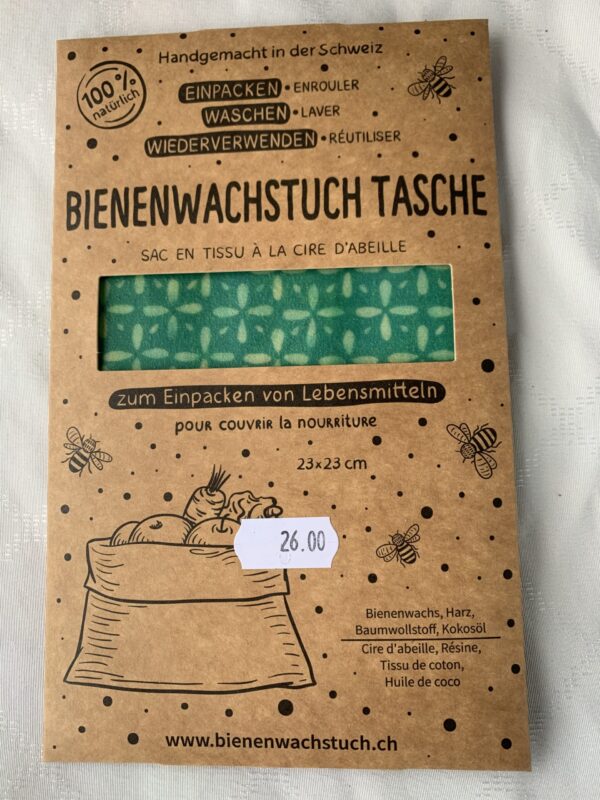 Handgemacht in der Schweiz
100%
natürlich
EINPACKEN • ENROULER
WASCHEN • LAVER
WIEDERVERWENDEN • RÉUTILISER
BIENENWACHSTUCH TASCHE
SAC EN TISSU À LA CIRE D'ABEILLE
zum Einpacken von Lebensmitteln
pour couvrir la nourriture
23x23 cm
26.00
Bienenwachs, Harz,
Baumwollstoff, Kokosöl
Cire d'abeille, Résine,
Tissu de coton,
Huile de coco
www.bienenwachstuch.ch